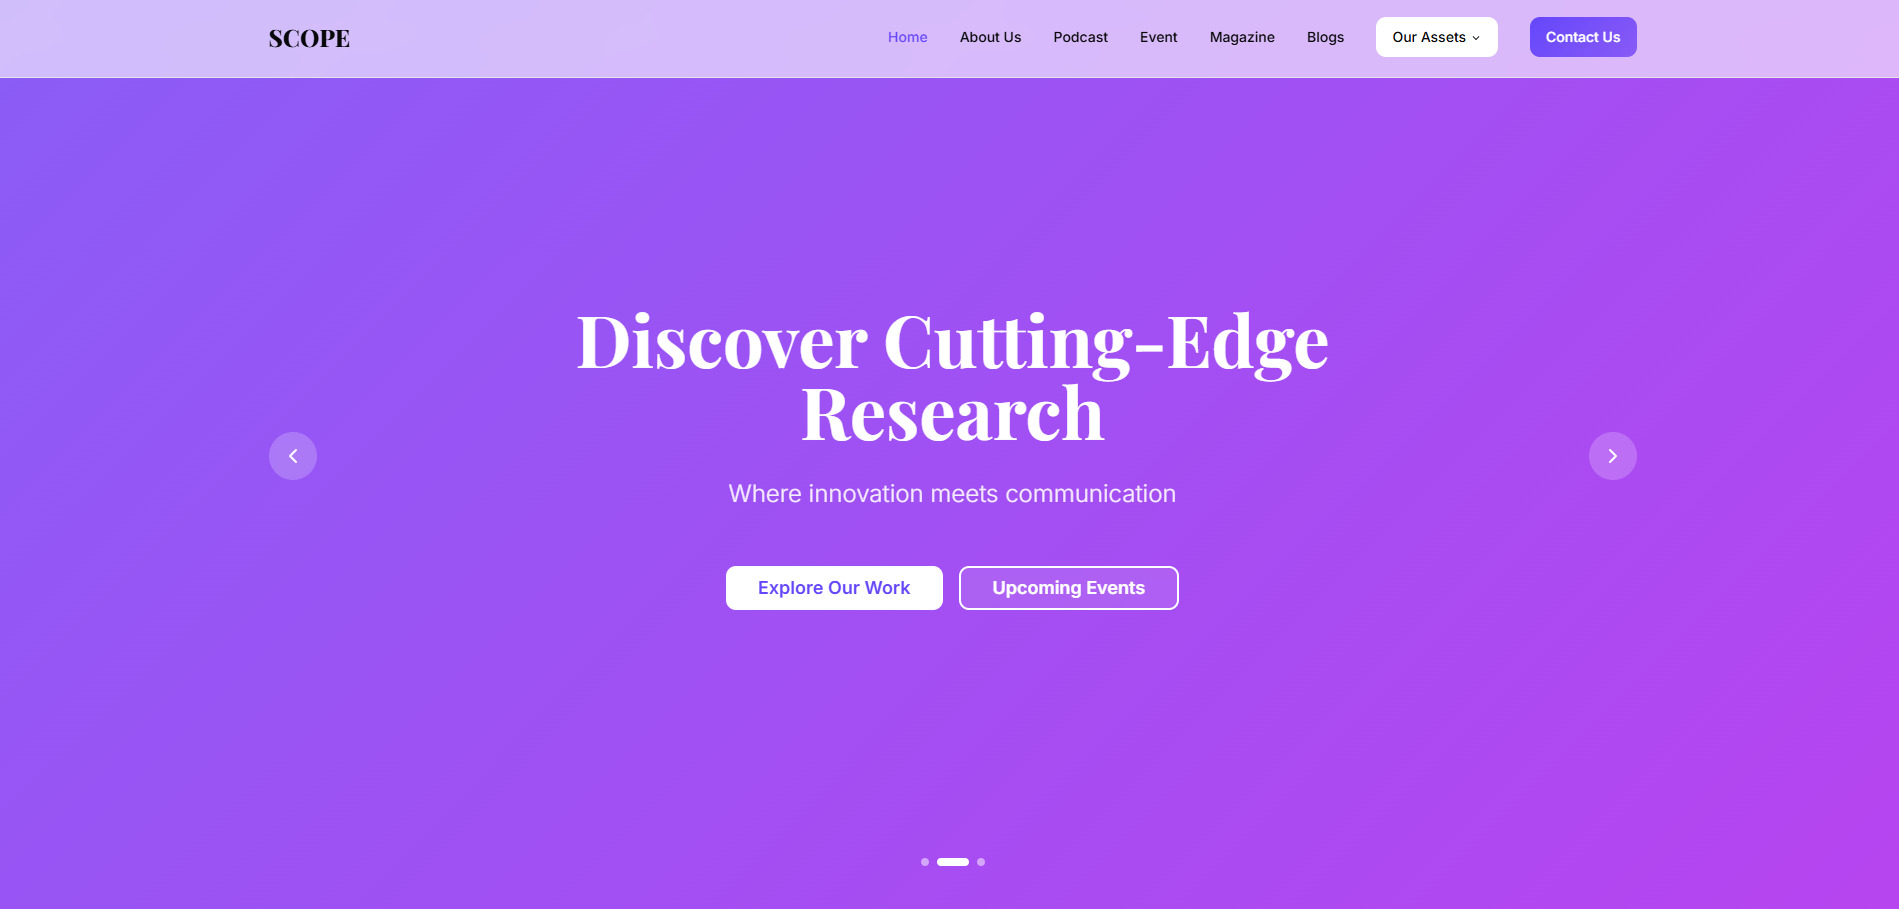 SCOPE
Home
About Us
Podcast
Event
Magazine
Blogs
Our Assets
Contact Us
Discover Cutting-Edge
Research
Where innovation meets communication
Explore Our Work
Upcoming Events